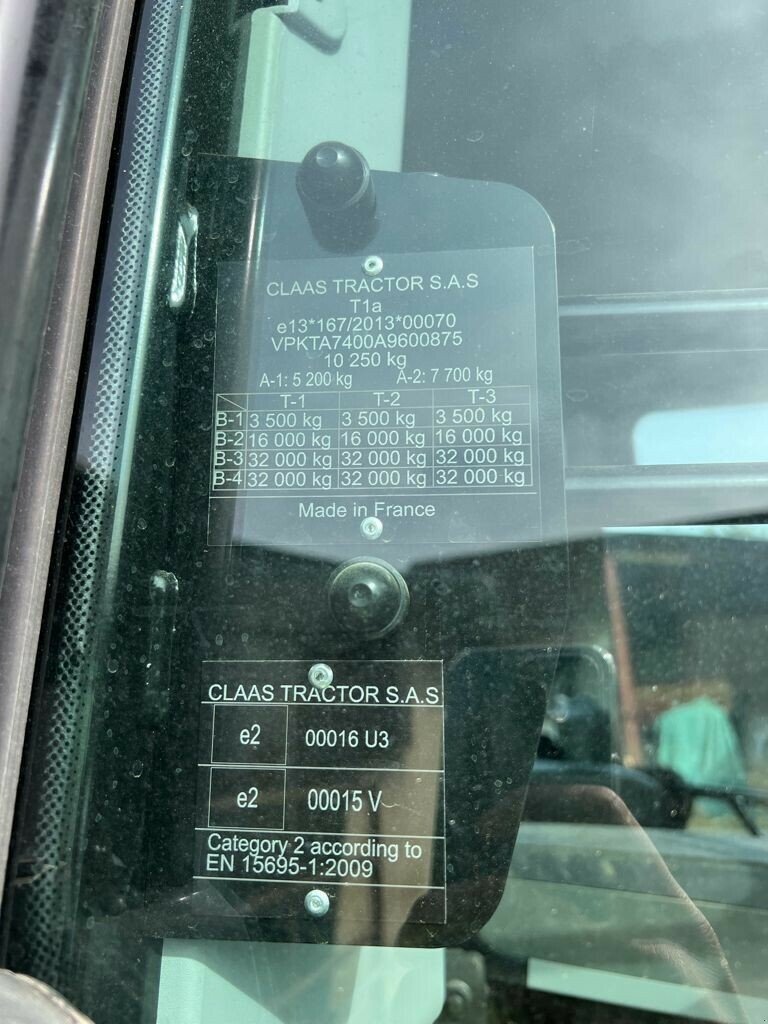 CLAAS TRACTOR S.A.S
T1a
e13*167/2013*00070
VPKTA7400A9600875
10 250 kg
A-1: 5 200 kg A-2: 7 700 kg
T-1 T-2 T-3
B-1 3 500 kg 3 500 kg 3 500 kg
B-2 16 000 kg 16 000 kg 16 000 kg
B-3 32 000 kg 32 000 kg 32 000 kg
B-4 32 000 kg 32 000 kg 32 000 kg
Made in France
CLAAS TRACTOR S.A.S
e2 00016 U3
e2 00015 V
Category 2 according to
EN 15695-1:2009